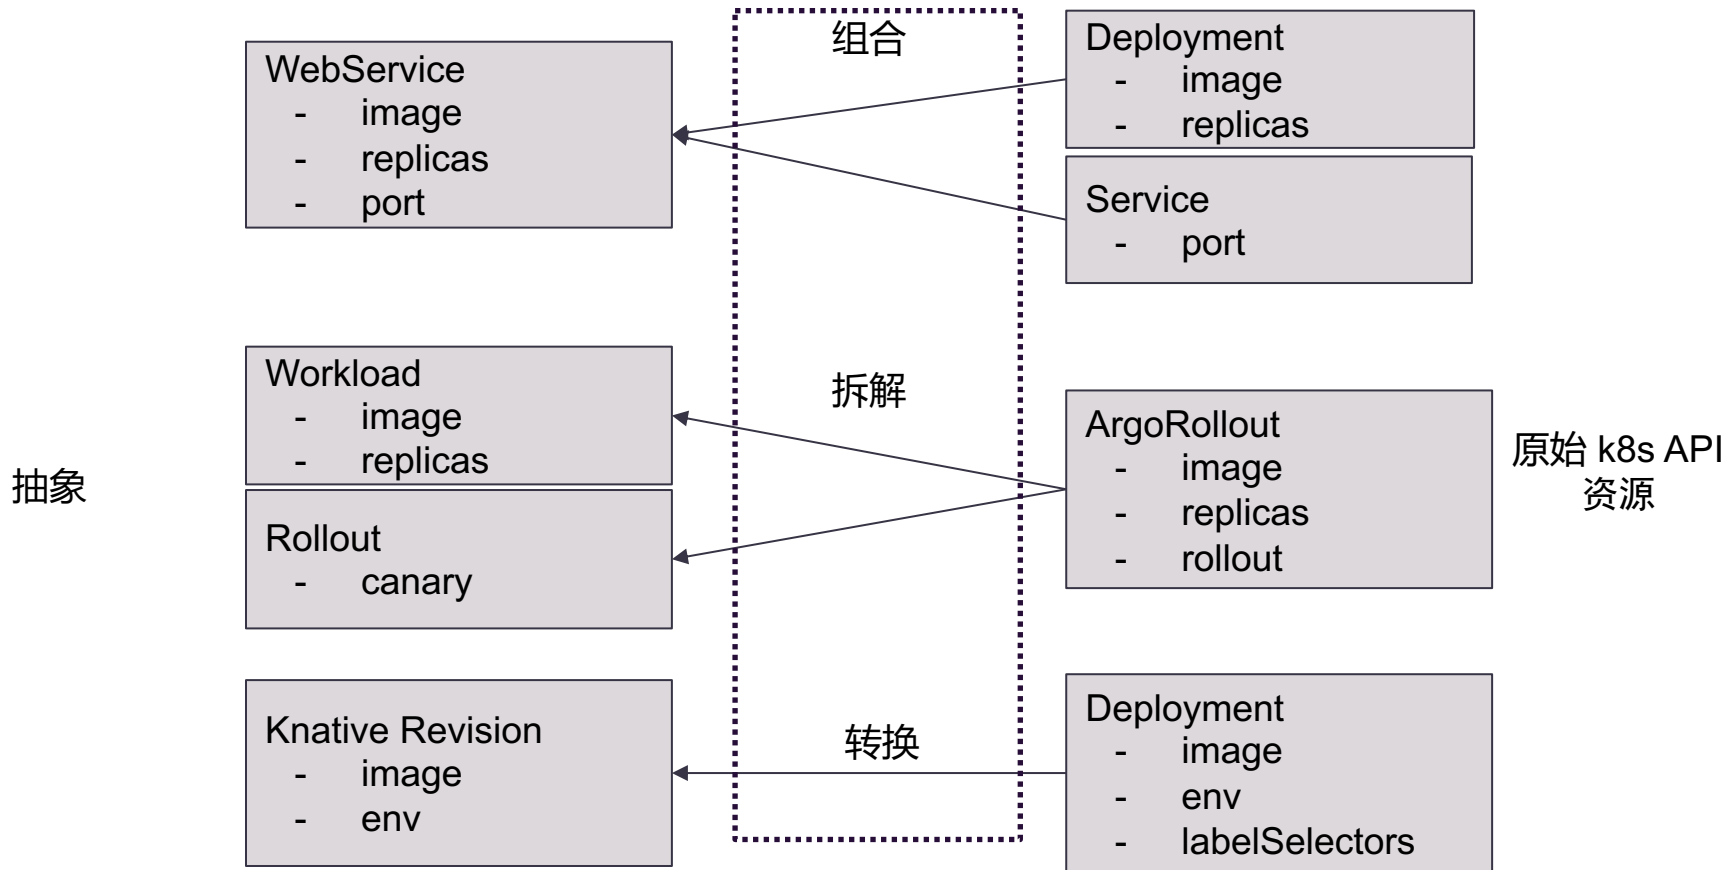 组合
WebService
- image
- replicas
- port
Deployment
- image
- replicas
Service
- port
抽象
Workload
- image
- replicas
Rollout
- canary
拆解
ArgoRollout
- image
- replicas
- rollout
原始 k8s API
资源
Knative Revision
- image
- env
转换
Deployment
- image
- env
- labelSelectors